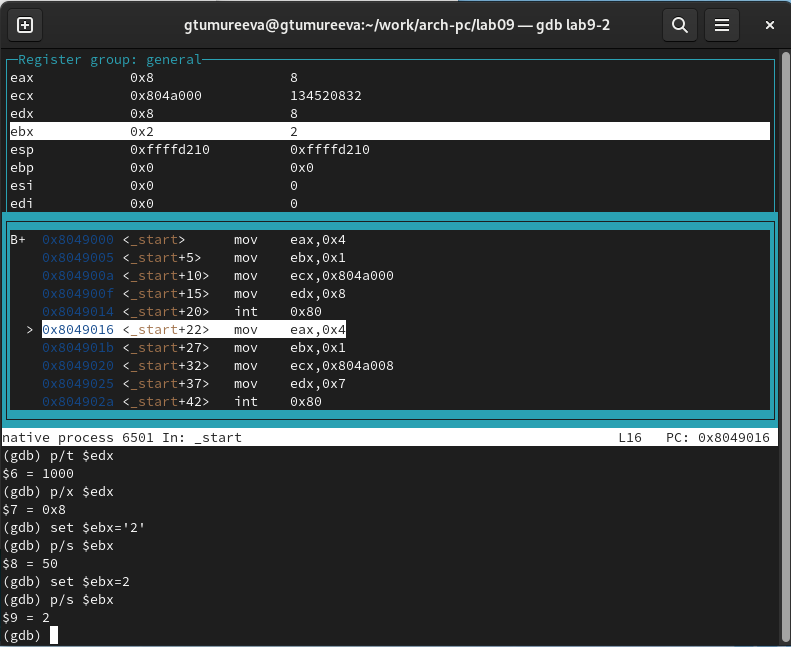 gtumureeva@gtumureeva:~/work/arch-pc/lab09 — gdb lab9-2
Register group: general
eax 0x8 8
ecx 0x804a000 134520832
edx 0x8 8
ebx 0x2 2
esp 0xffffd210 0xffffd210
ebp 0x0 0x0
esi 0x0 0
edi 0x0 0
B+ 0x8049000 <_start> mov eax,0x4
0x8049005 <_start+5> mov ebx,0x1
0x804900a <_start+10> mov ecx,0x804a000
0x804900f <_start+15> mov edx,0x8
0x8049014 <_start+20> int 0x80
> 0x8049016 <_start+22> mov eax,0x4
0x804901b <_start+27> mov ebx,0x1
0x8049020 <_start+32> mov ecx,0x804a008
0x8049025 <_start+37> mov edx,0x7
0x804902a <_start+42> int 0x80
native process 6501 In: _start L16 PC: 0x8049016
(gdb) p/t $edx
$6 = 1000
(gdb) p/x $edx
$7 = 0x8
(gdb) set $ebx='2'
(gdb) p/s $ebx
$8 = 50
(gdb) set $ebx=2
(gdb) p/s $ebx
$9 = 2
(gdb)